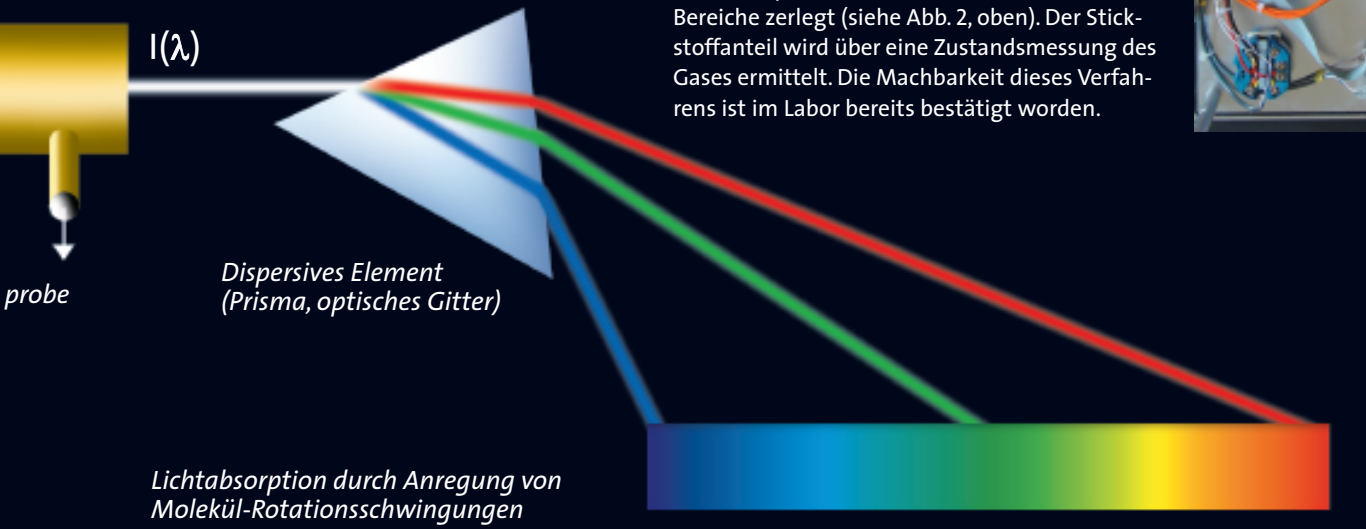 I(λ)
Bereiche zerlegt (siehe Abb. 2, oben). Der Stick-
stoffanteil wird über eine Zustandsmessung des
Gases ermittelt. Die Machbarkeit dieses Verfah-
rens ist im Labor bereits bestätigt worden.
probe
Dispersives Element
(Prisma, optisches Gitter)
Lichtabsorption durch Anregung von
Molekül-Rotationsschwingungen